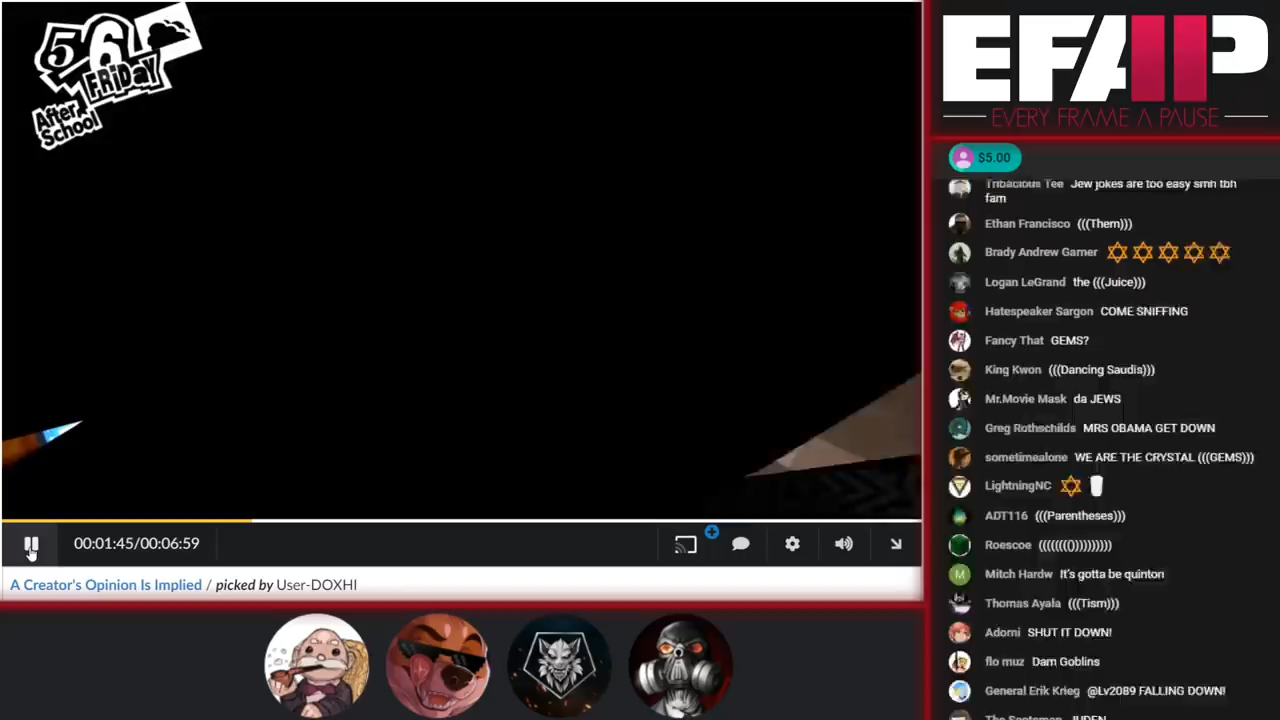 5/6
FRiDaY
After
School
EFAP
EVERY FRAME A PAUSE
$5.00
Tribacious Tee Jew jokes are too easy smh tbh
fam
Ethan Francisco (((Them)))
Brady Andrew Garner ✡✡✡✡✡
Logan LeGrand the (((Juice)))
Hatespeaker Sargon COME SNIFFING
Fancy That GEMS?
King Kwon (((Dancing Saudis)))
Mr.Movie Mask da JEWS
Greg Rothschilds MRS OBAMA GET DOWN
sometimealone WE ARE THE CRYSTAL (((GEMS)))
LightningNC ✡
ADT116 (((Parentheses)))
Roescoe ((((((((()))))))))
Mitch Hardw It's gotta be quinton
M
Thomas Ayala (((Tism)))
Adorni SHUT IT DOWN!
flo muz Dam Goblins
General Erik Krieg @Lv2089 FALLING DOWN!
00:01:45/00:06:59
A Creator's Opinion Is Implied / picked by User-DOXHI